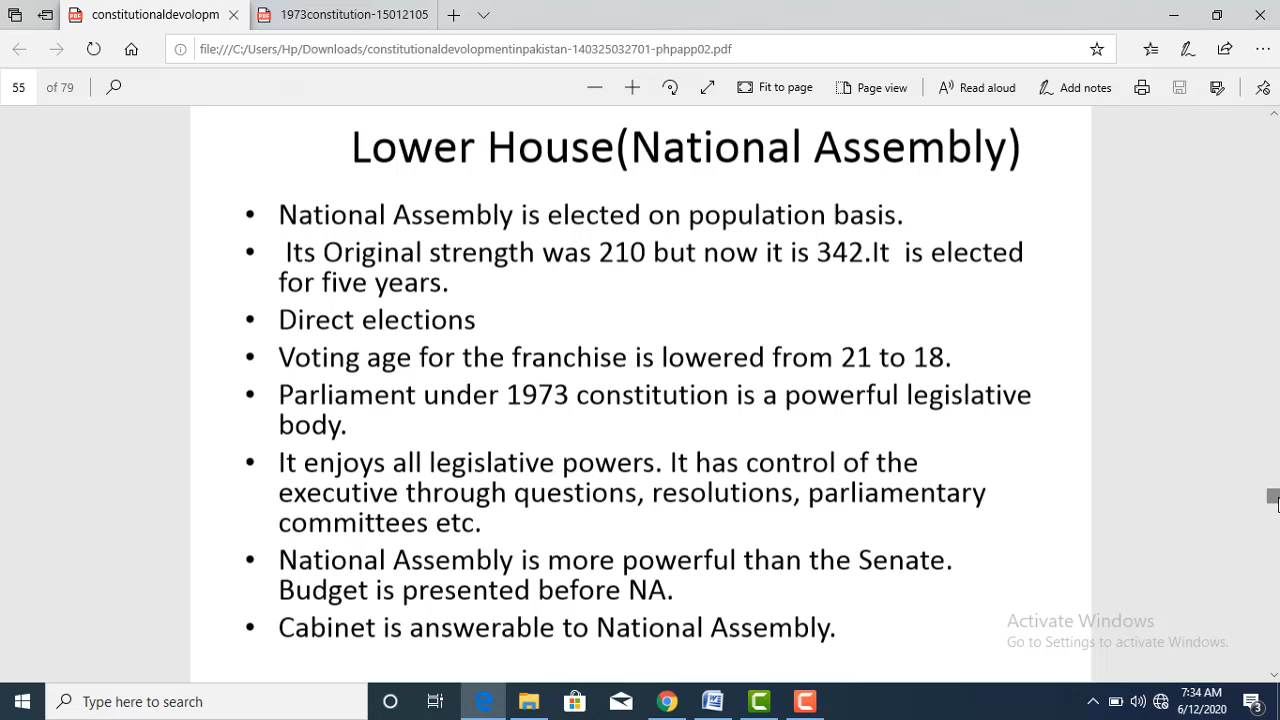 constitutionaldevolopm
1973constitution-15012105
file:///C:/Users/Hp/Downloads/constitutionaldevolopmentinpakistan-140325032701-phpapp02.pdf
55 of 79 Fit to page Page view Read aloud Add notes
Lower House(National Assembly)
• National Assembly is elected on population basis.
• Its Original strength was 210 but now it is 342.It is elected
for five years.
• Direct elections
• Voting age for the franchise is lowered from 21 to 18.
• Parliament under 1973 constitution is a powerful legislative
body.
• It enjoys all legislative powers. It has control of the
executive through questions, resolutions, parliamentary
committees etc.
• National Assembly is more powerful than the Senate.
Budget is presented before NA.
• Cabinet is answerable to National Assembly.
Activate Windows
Go to Settings to activate Windows.
Type here to search
7:34 AM
6/12/2020
3